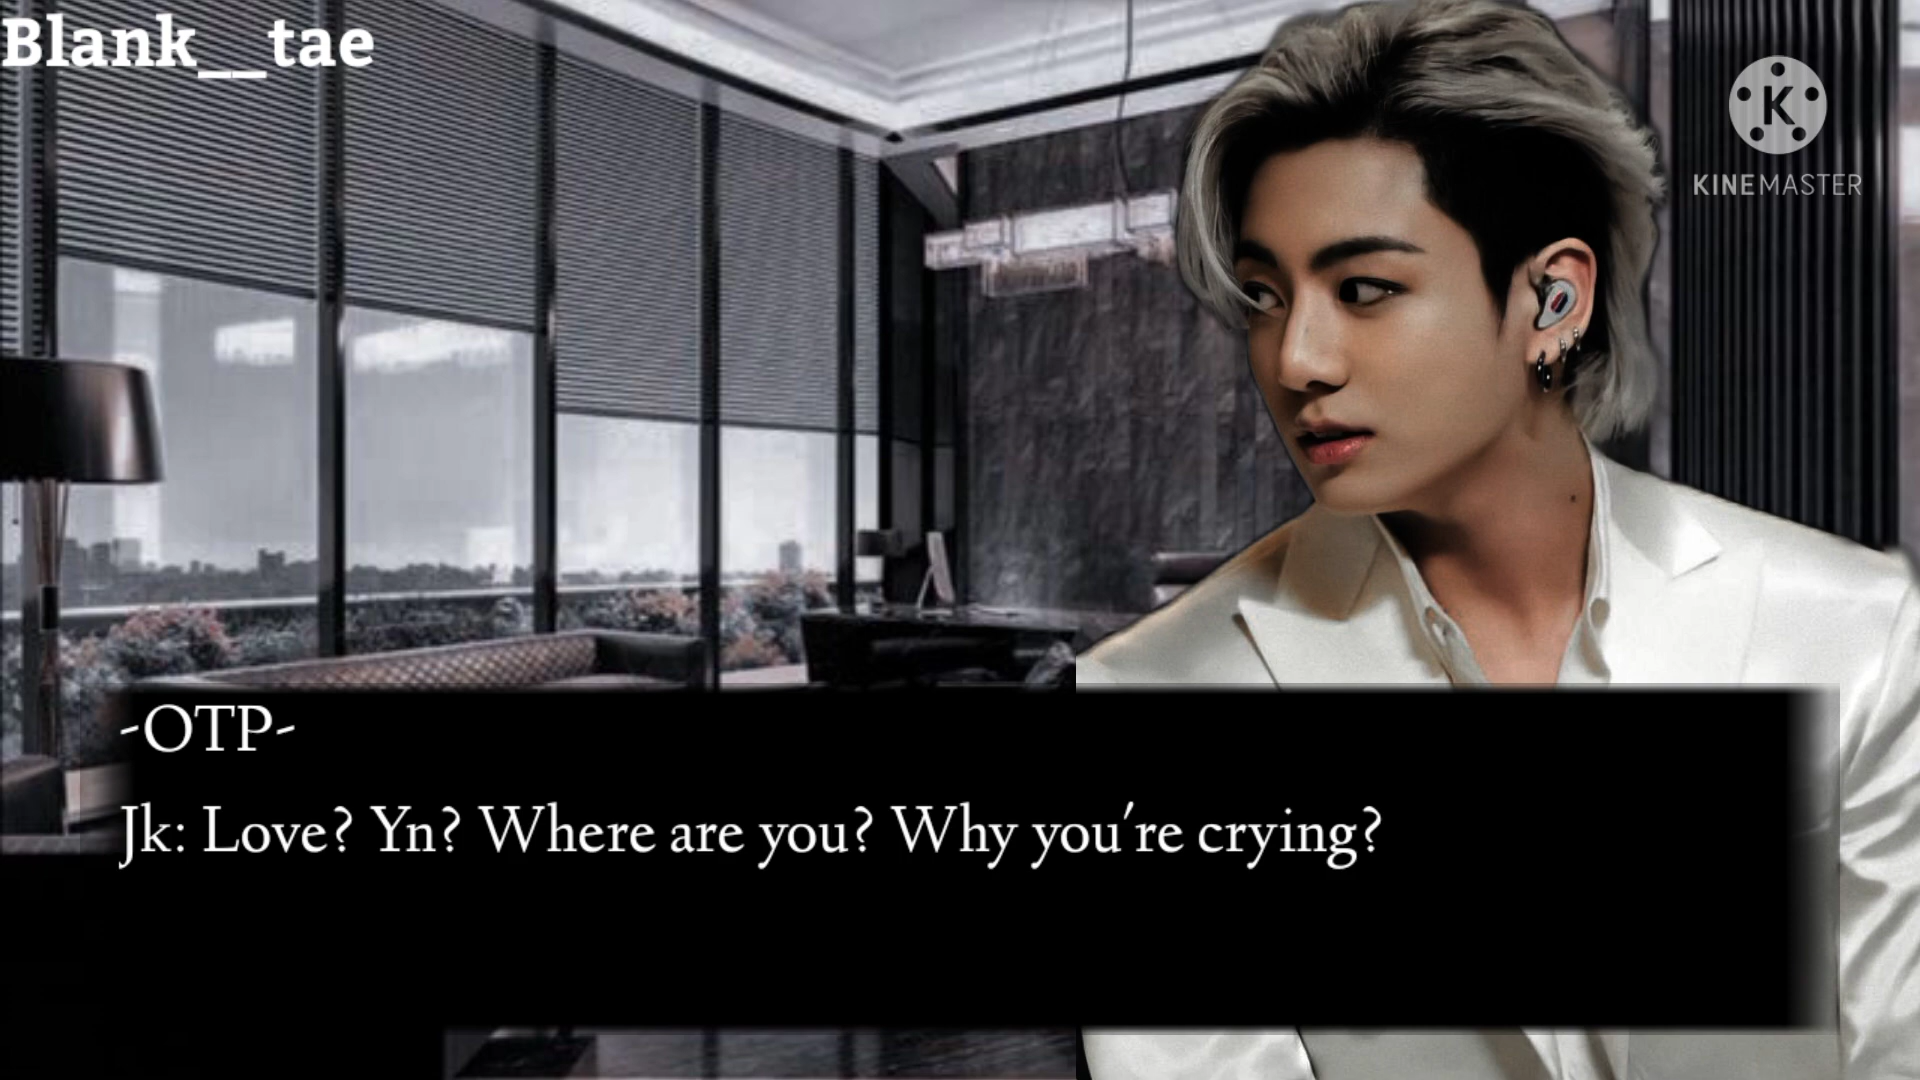 Blank__tae
K
KINEMASTER
-OTP-
Jk: Love? Yn? Where are you? Why you're crying?